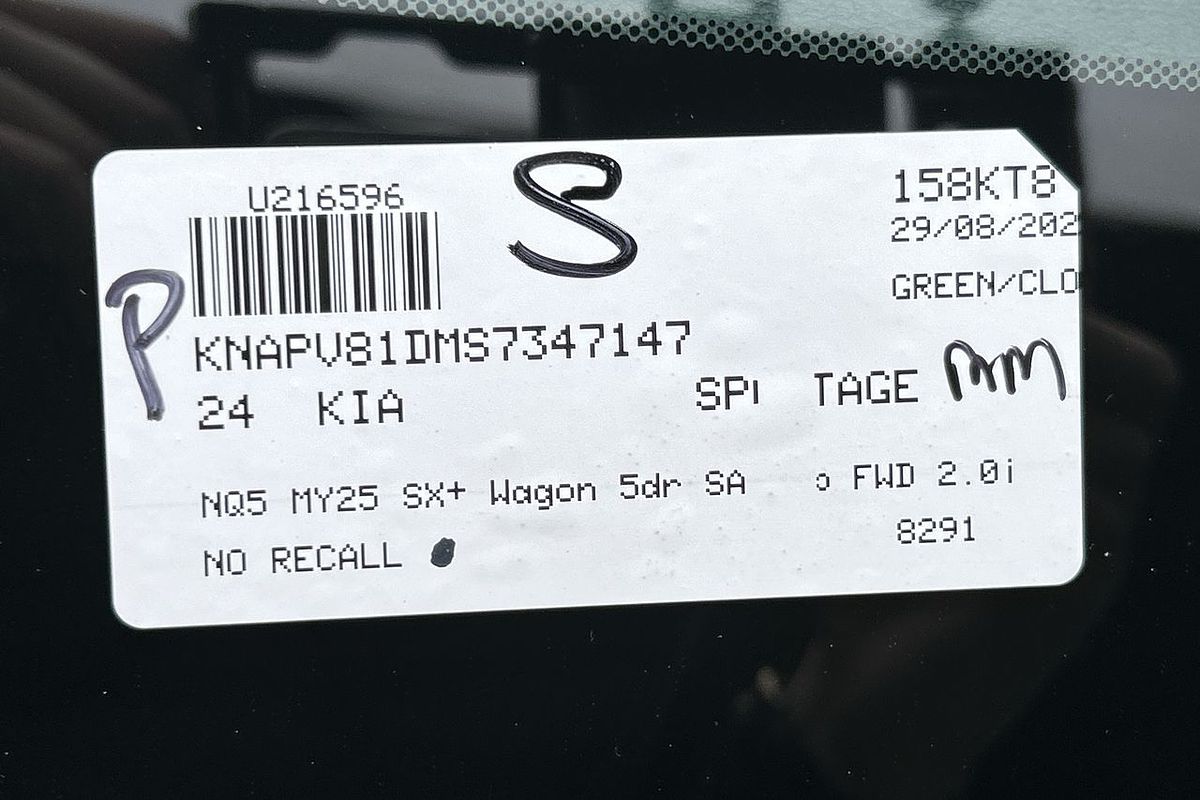 U216596
S
158KT8
29/08/202
GREEN/CLO
P
KNAPV81DMS7347147
24 KIA SP TAGE
NQ5 MY25 SX+ Wagon 5dr SA FWD 2.0i
8291
NO RECALL